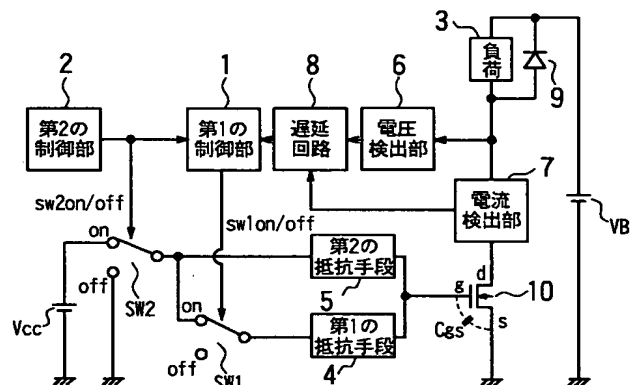 3
負荷
9
2
第2の
制御部
1
第1の
制御部
8
遅延
回路
6
電圧
検出部
7
電流
検出部
VB
sw2on/off
sw1on/off
on
off
SW2
Vcc
on
off
SW1
第2の
抵抗手段
5
第1の
抵抗手段
4
d
g
s
10
Cgs